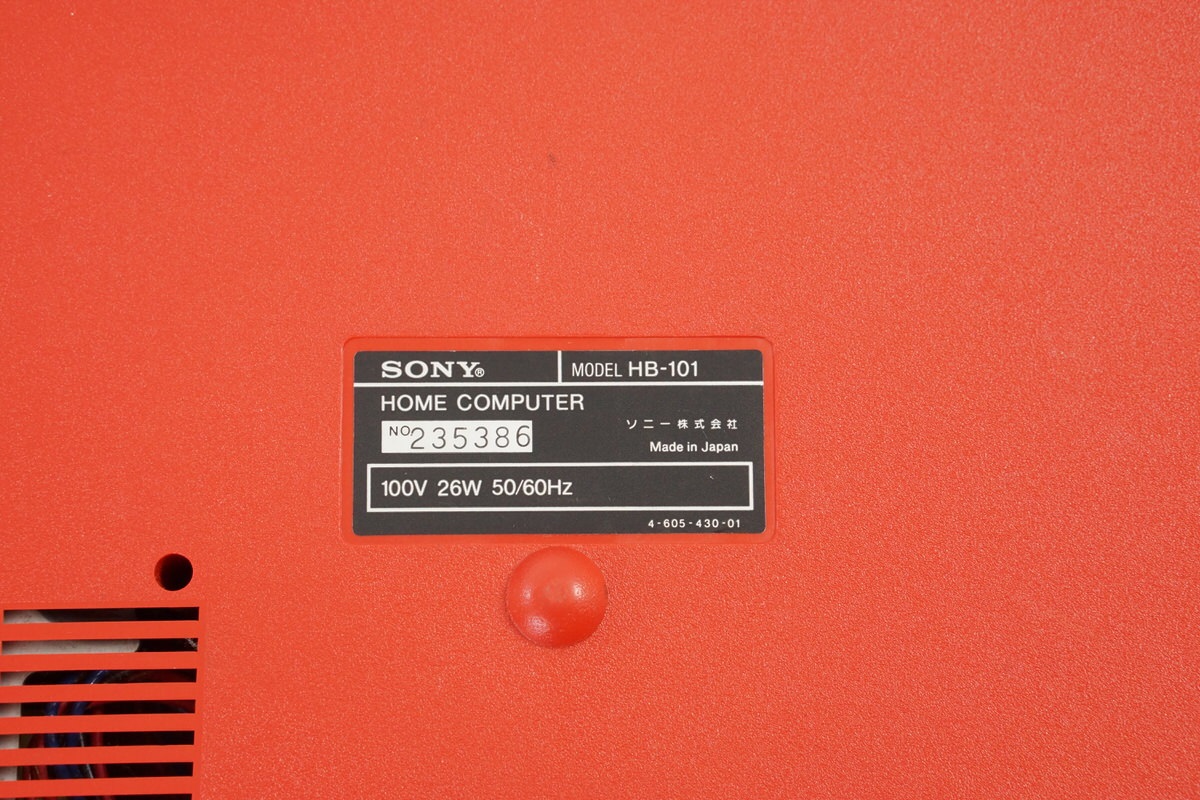 SONY®
MODEL HB-101
HOME COMPUTER
NO 235386
ソニー株式会社
Made in Japan
100V 26W 50/60Hz
4-605-430-01